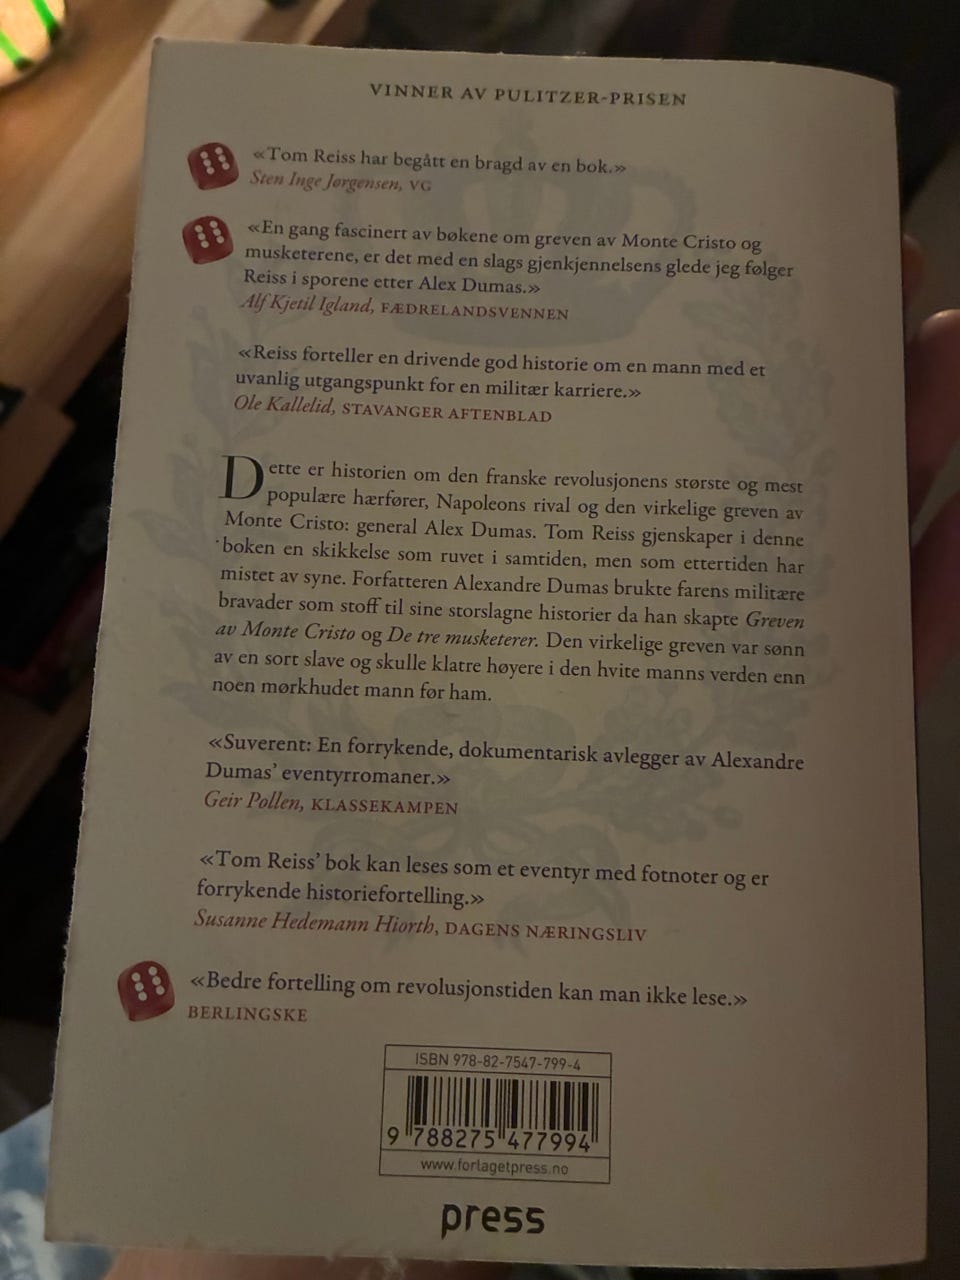 VINNER AV PULITZER-PRISEN
«Tom Reiss har begått en bragd av en bok.»
Sten Inge Jørgensen, VG
«En gang fascinert av bøkene om greven av Monte Cristo og
musketerene, er det med en slags gjenkjennelsens glede jeg følger
Reiss i sporene etter Alex Dumas.»
Alf Kjetil Igland, FÆDRELANDSVENNEN
«Reiss forteller en drivende god historie om en mann med et
uvanlig utgangspunkt for en militær karriere.»
Ole Kallelid, STAVANGER AFTENBLAD
Dette er historien om den franske revolusjonens største og mest
populære hærfører, Napoleons rival og den virkelige greven av
Monte Cristo: general Alex Dumas. Tom Reiss gjenskaper i denne
boken en skikkelse som ruvet i samtiden, men som ettertiden har
mistet av syne. Forfatteren Alexandre Dumas brukte farens militære
bravader som stoff til sine storslagne historier da han skapte Greven
av Monte Cristo og De tre musketerer. Den virkelige greven var sønn
av en sort slave og skulle klatre høyere i den hvite manns verden enn
noen mørkhudet mann før ham.
«Suverent: En forrykende, dokumentarisk avlegger av Alexandre
Dumas’ eventyrromaner.»
Geir Pollen, KLASSEKAMPEN
«Tom Reiss’ bok kan leses som et eventyr med fotnoter og er
forrykende historiefortelling.»
Susanne Hedemann Hiorth, DAGENS NÆRINGSLIV
«Bedre fortelling om revolusjonstiden kan man ikke lese.»
BERLINGSKE
ISBN 978-82-7547-799-4
9 788275 477994
www.forlagetpress.no
press